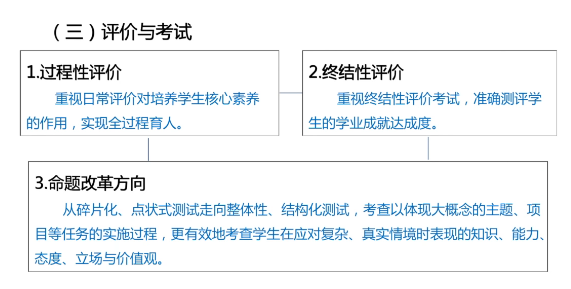 （三）评价与考试
1.过程性评价
重视日常评价对培养学生核心素养
的作用，实现全过程育人。
2.终结性评价
重视终结性评价考试，准确测评学
生的学业成就达成度。
3.命题改革方向
从碎片化、点状式测试走向整体性、结构化测试，考查以体现大概念的主题、项
目等任务的实施过程，更有效地考查学生在应对复杂、真实情境时表现的知识、能力、
态度、立场与价值观。